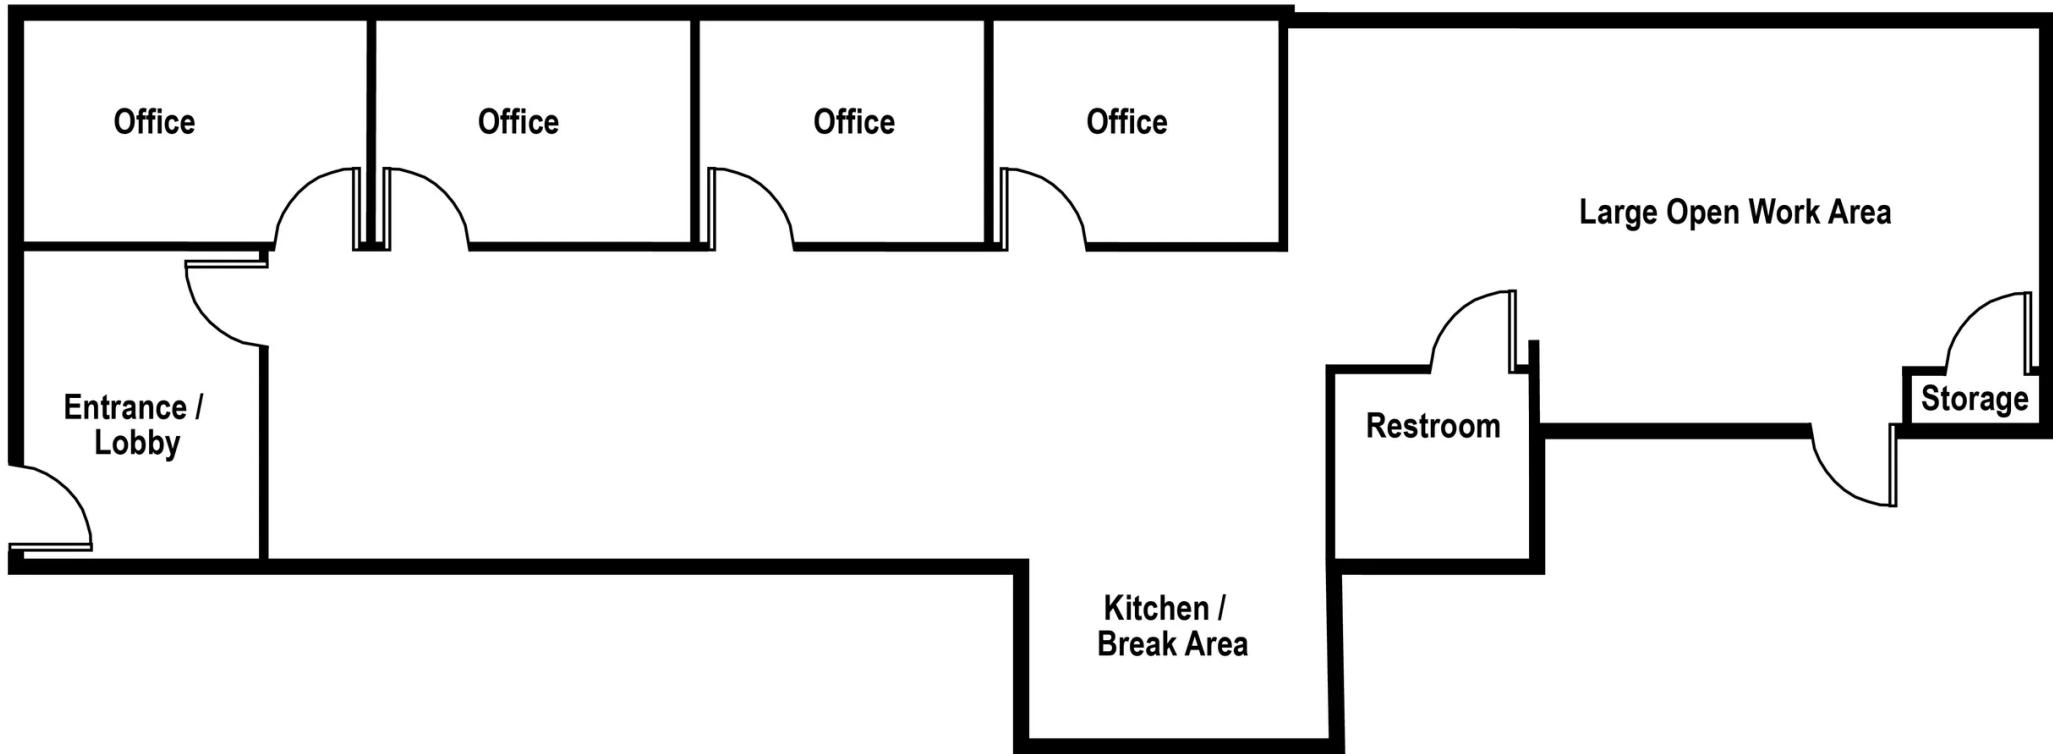 Office
Office
Office
Office
Large Open Work Area
Entrance /
Lobby
Restroom
Storage
Kitchen /
Break Area